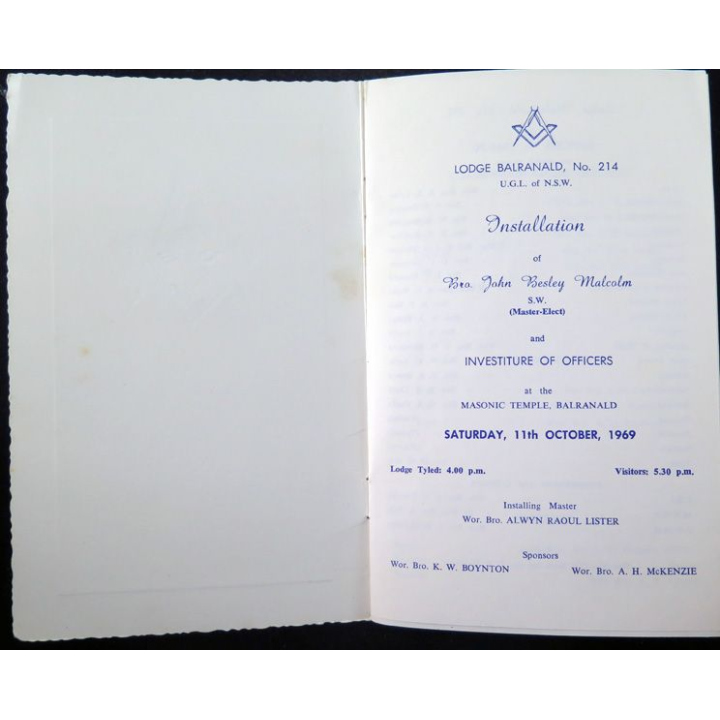 LODGE BALRANALD, No. 214
U.G.L. of N.S.W.
Installation
of
Bro. John Besley Malcolm
S.W.
(Master-Elect)
and
INVESTITURE OF OFFICERS
at the
MASONIC TEMPLE, BALRANALD
SATURDAY, 11th OCTOBER, 1969
Lodge Tyled: 4.00 p.m. Visitors: 5.30 p.m.
Installing Master
Wor. Bro. ALWYN RAOUL LISTER
Sponsors
Wor. Bro. K. W. BOYNTON Wor. Bro. A. H. McKENZIE